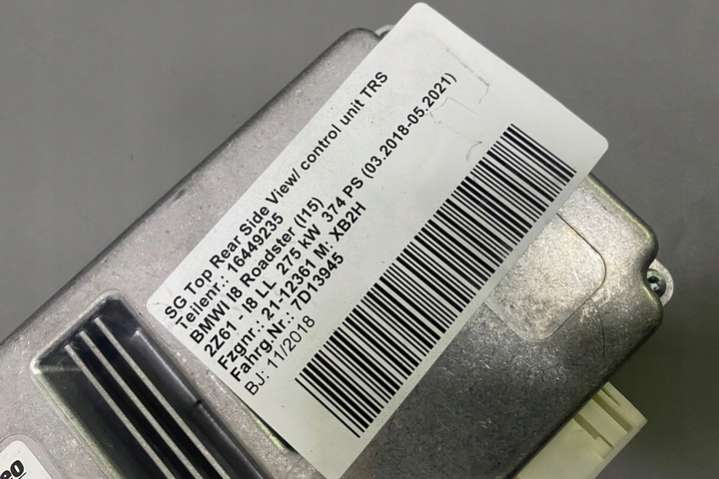 SG Top Rear Side View/ control unit TRS
Teilenr.: 16449235
BMWI I8 Roadster (I15)
2Z61 - I8 LL 275 kW 374 PS (03.2018-05.2021)
Fzgnr.: 21-12361 M: XB2H
Fahrg.Nr.: 7D13945
BJ: 11/2018